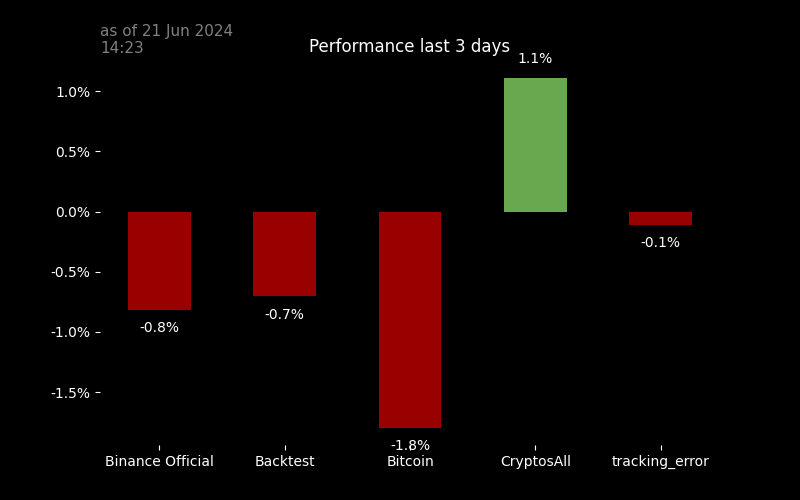 as of 21 Jun 2024
14:23
Performance last 3 days
1.1%
1.0%
0.5%
0.0%
-0.5%
-1.0%
-1.5%
-0.1%
-0.8%
-0.7%
-1.8%
Binance Official
Backtest
Bitcoin
CryptosAll
tracking_error